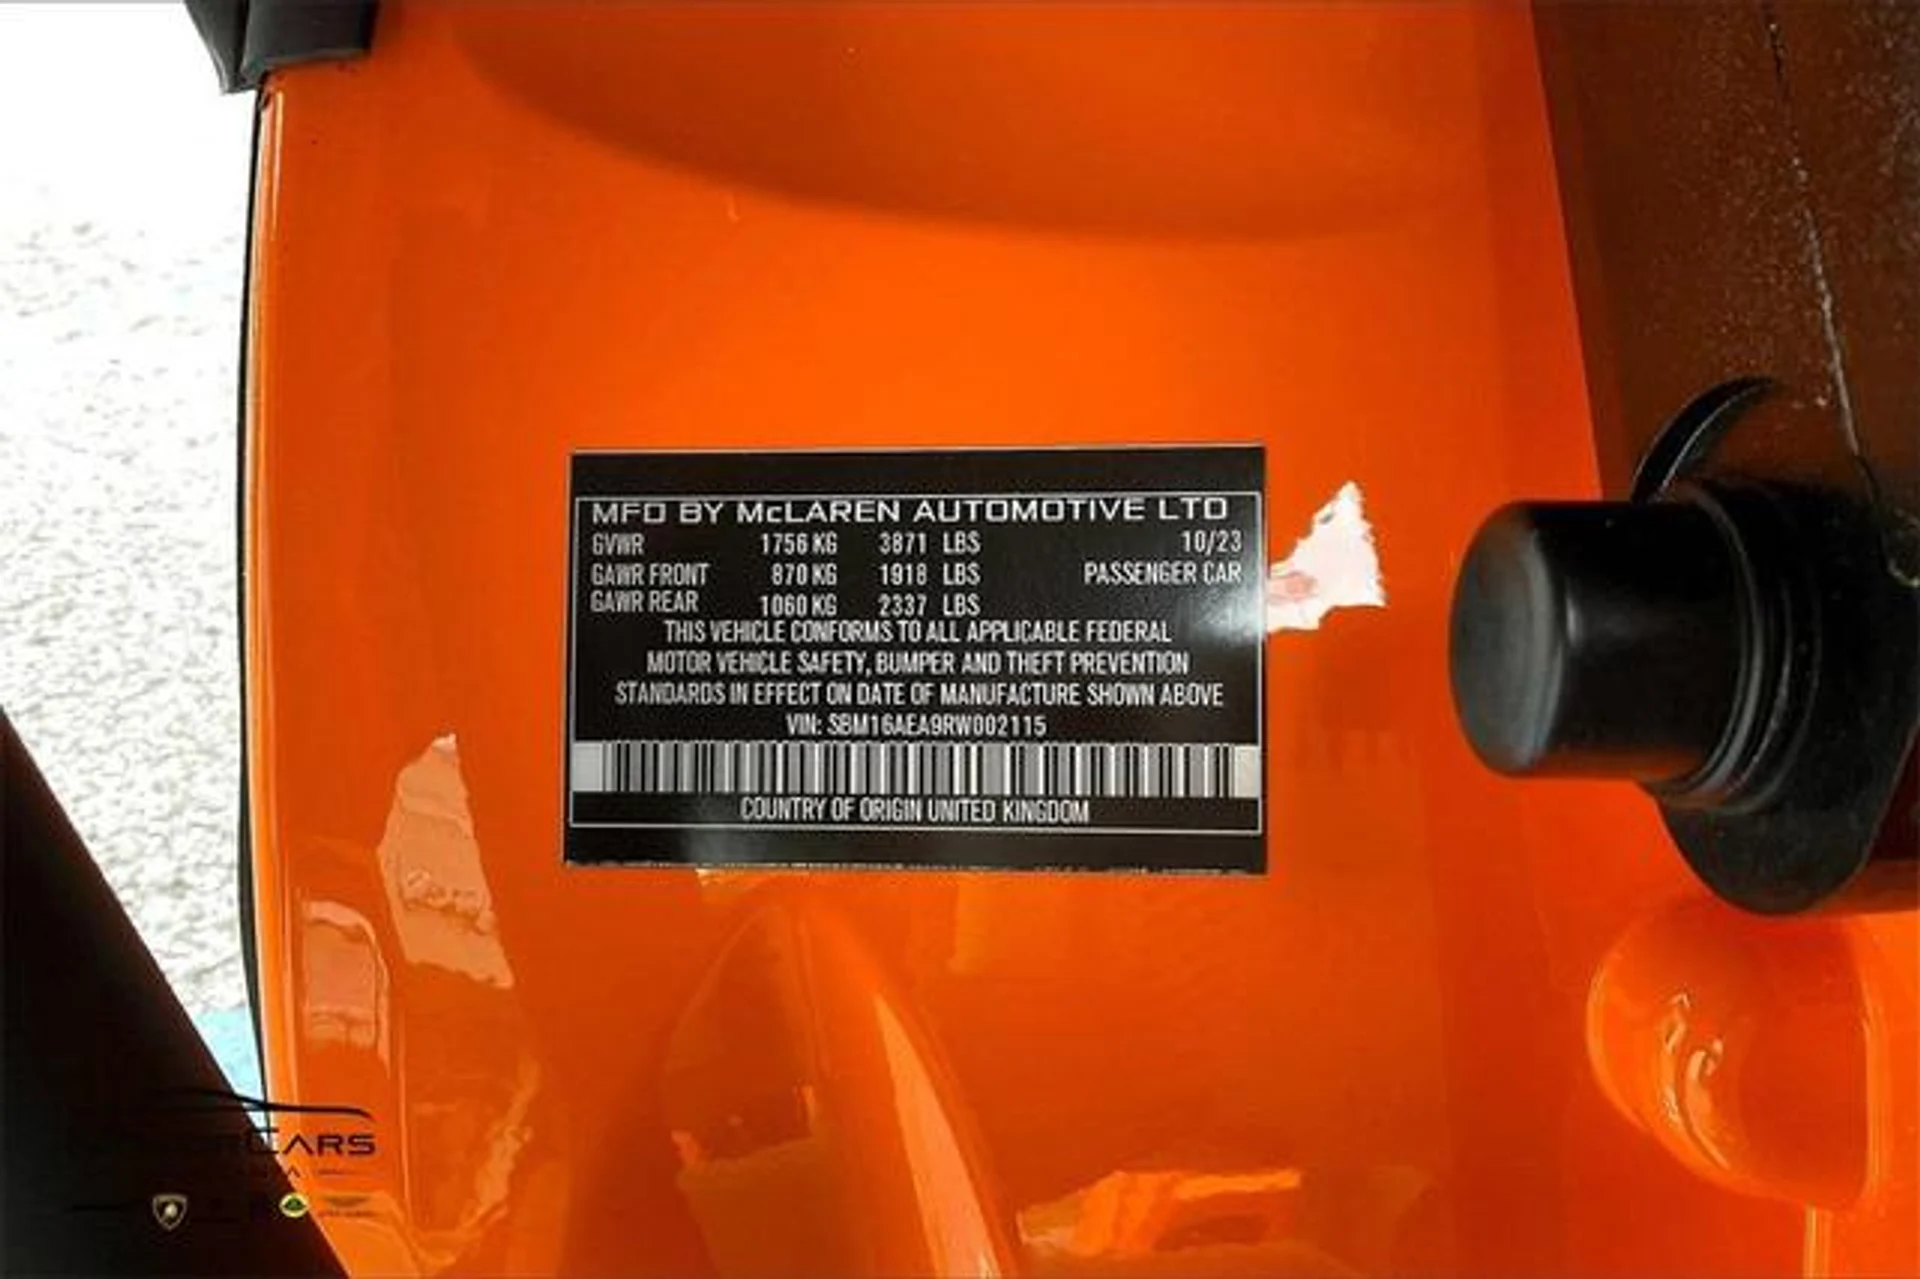 MFD BY McLAREN AUTOMOTIVE LTD
GVWR 1756 KG 3871 LBS 10/23
GAWR FRONT 870 KG 1918 LBS PASSENGER CAR
GAWR REAR 1060 KG 2337 LBS
THIS VEHICLE CONFORMS TO ALL APPLICABLE FEDERAL
MOTOR VEHICLE SAFETY, BUMPER AND THEFT PREVENTION
STANDARDS IN EFFECT ON DATE OF MANUFACTURE SHOWN ABOVE
VIN: SBM16AEA9RW002115
COUNTRY OF ORIGIN UNITED KINGDOM
CARS